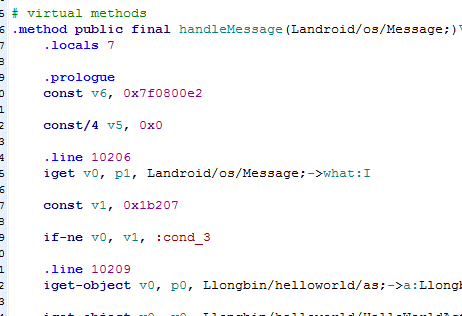 # virtual methods
.method public final handleMessage(Landroid/os/Message;)V
.locals 7
.prologue
const v6, 0x7f0800e2
const/4 v5, 0x0
.line 10206
iget v0, p1, Landroid/os/Message;->what:I
const v1, 0x1b207
if-ne v0, v1, :cond_3
.line 10209
iget-object v0, p0, Llongbin/helloworld/as;->a:Llongb